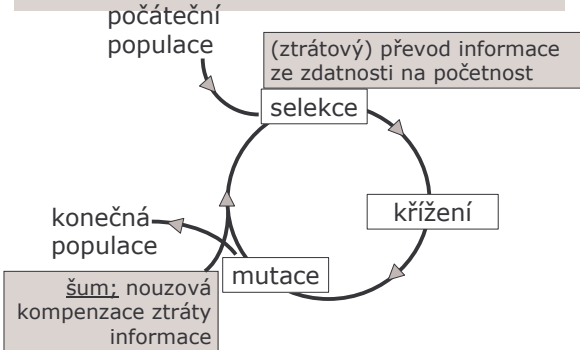 počáteční
populace
(ztrátový) převod informace
ze zdatnosti na početnost
selekce
křížení
konečná
populace
mutace
šum; nouzová
kompenzace ztráty
informace